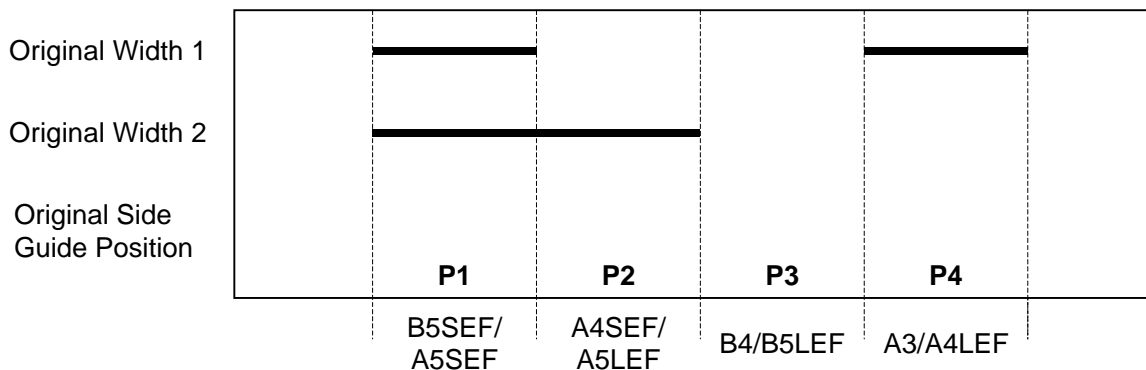 Original Width 1
Original Width 2
Original Side
Guide Position
P1 P2 P3 P4
B5SEF/ A4SEF/
B4/B5LEF A3/A4LEF
A5SEF A5LEF